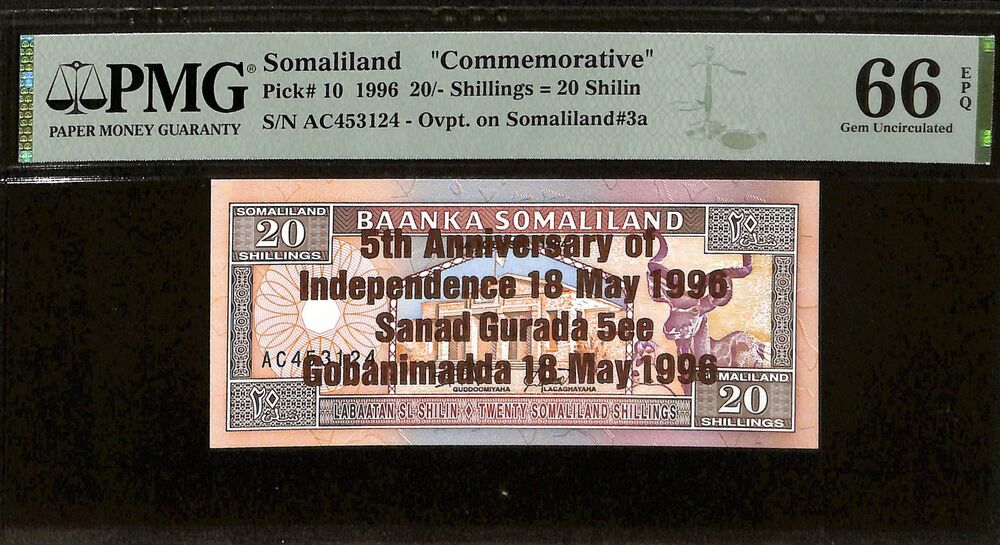 PMG®
PAPER MONEY GUARANTY
Somaliland "Commemorative"
Pick# 10 1996 20/- Shillings = 20 Shilin
S/N AC453124 - Ovpt. on Somaliland#3a
66
EPQ
Gem Uncirculated
SOMALILAND
20
SHILLINGS
BAANKA SOMALILAND
٢٠
5th Anniversary of
Independence 18 May 1996
Sanad Gurada 5ee
Gobanimadda 18 May 1996
AC453124
GUDDOOMIYAHA
LACAGHAYAHA
٢٠
LABAATAN SL SHILIN ◊ TWENTY SOMALILAND SHILLINGS
SOMALILAND
20
SHILLINGS